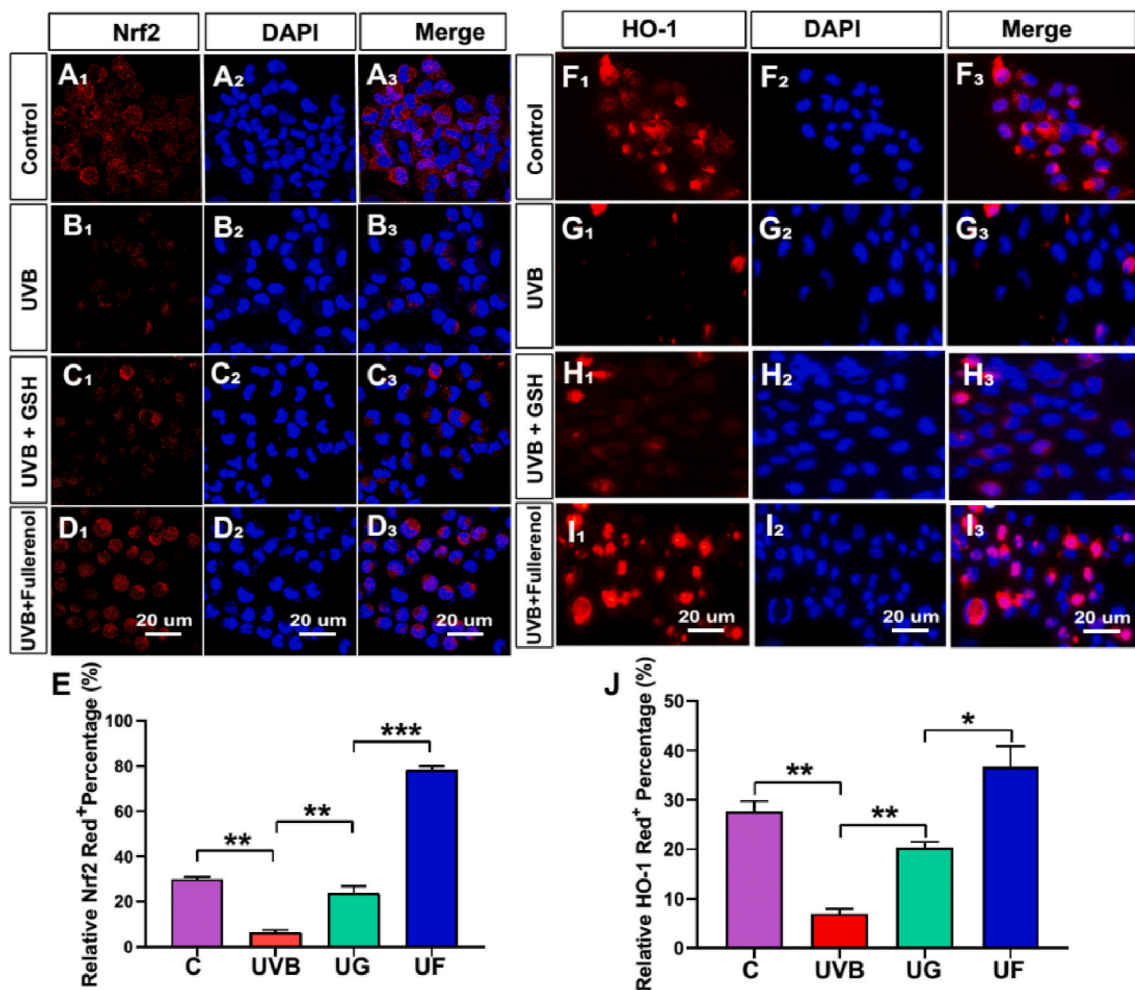 Nrf2 DAPI Merge
HO-1 DAPI Merge
Control A1 A2 A3
Control F1 F2 F3
UVB B1 B2 B3
UVB G1 G2 G3
UVB + GSH C1 C2 C3
UVB + GSH H1 H2 H3
UVB+Fullerenol D1 D2 D3
20 um 20 um 20 um
UVB+Fullerenol I1 I2 I3
20 um 20 um 20 um
E
Relative Nrf2 Red+Percentage (%)
100
80
60
40
20
0
** ** ***
C UVB UG UF
J
Relative HO-1 Red+ Percentage (%)
50
40
30
20
10
0
** ** *
C UVB UG UF